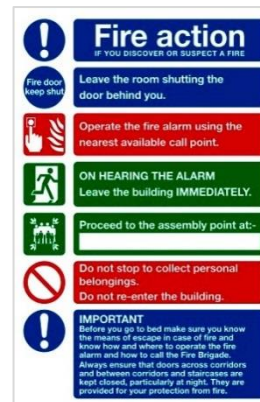 Fire action
IF YOU DISCOVER OR SUSPECT A FIRE
Fire door
keep shut
Leave the room shutting the
door behind you.
Operate the fire alarm using the
nearest available call point.
ON HEARING THE ALARM
Leave the building IMMEDIATELY.
Proceed to the assembly point at:-
Do not stop to collect personal
belongings.
Do not re-enter the building.
IMPORTANT
Before you go to bed make sure you know
the means of escape in case of fire and
know how and where to operate the fire
alarm and how to call the Fire Brigade.
Always ensure that doors across corridors
and between corridors and staircases are
kept closed, particularly at night. They are
provided for your protection from fire.